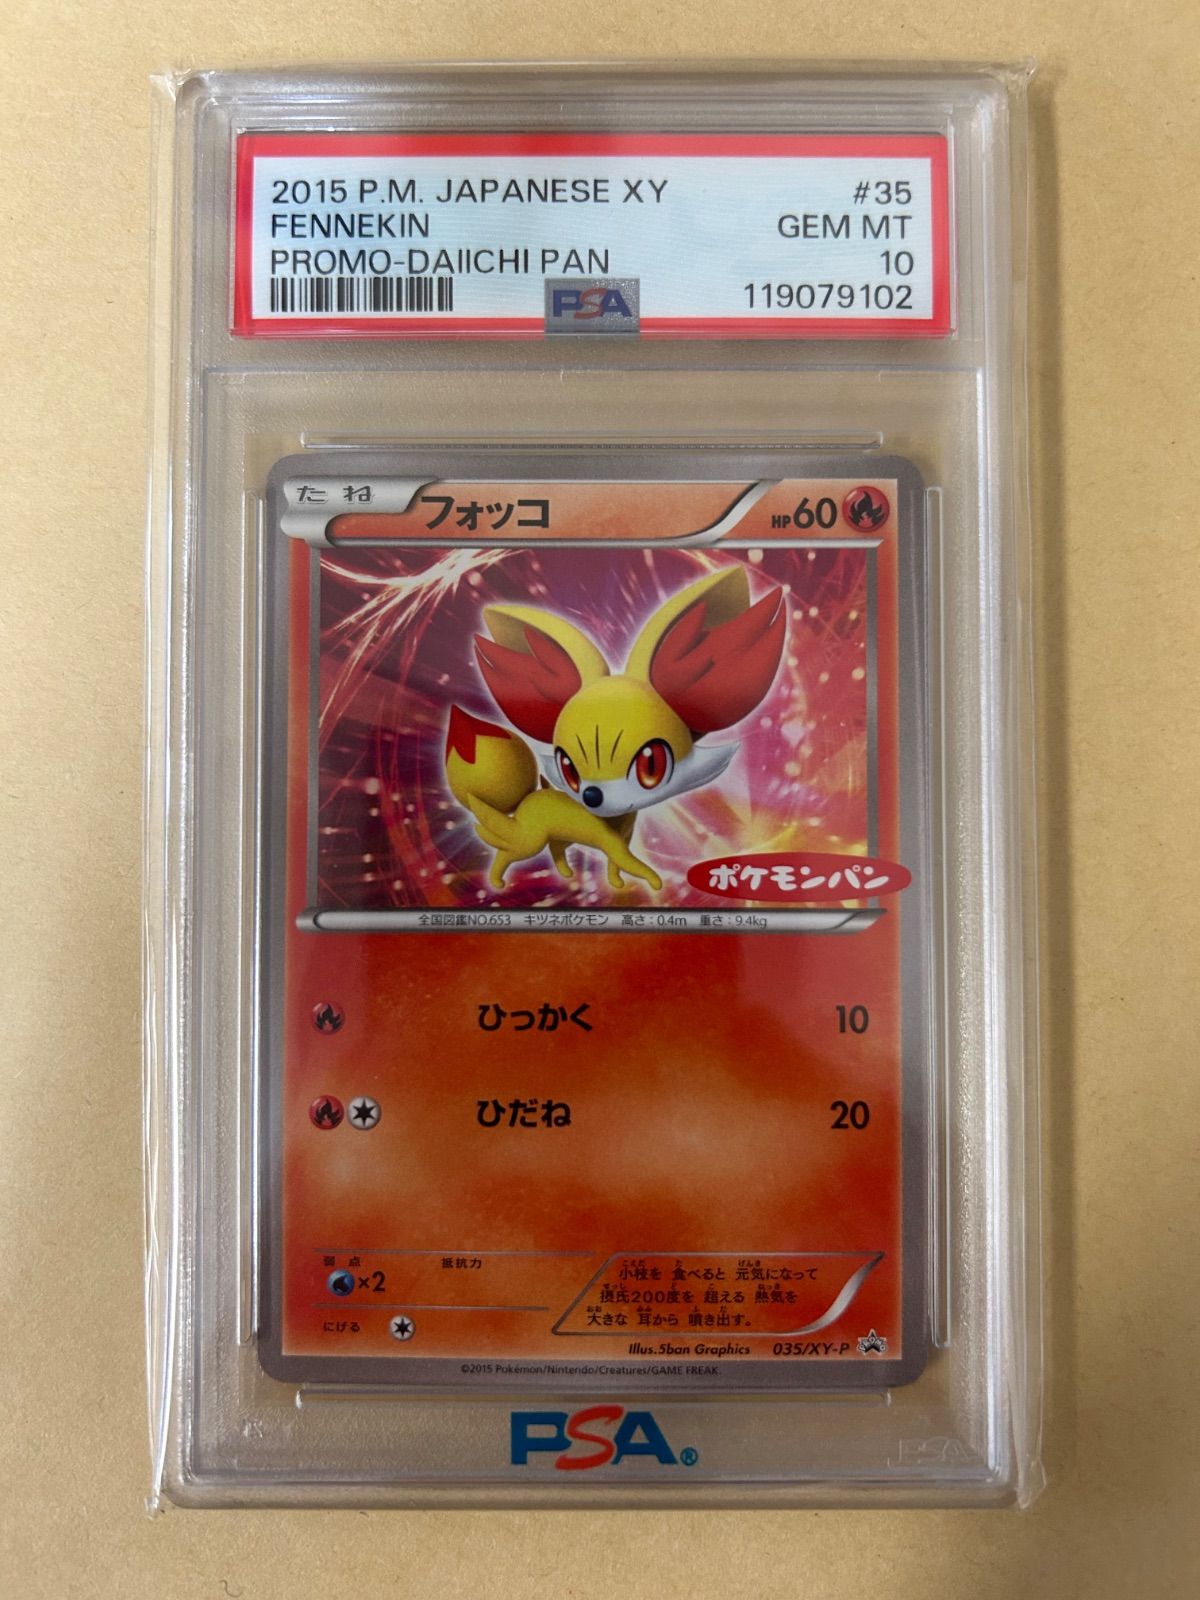 2015 P.M. JAPANESE XY #35
FENNEKIN GEM MT
PROMO-DAIICHI PAN 10
119079102
PSA
たね フォッコ HP60
ポケモンパン
全国図鑑NO.653 キツネポケモン 高さ:0.4m 重さ:9.4kg
ひっかく 10
ひだね 20
弱点 抵抗力
×2
にげる
小枝を 食べると 元気になって
摂氏200度を 超える 熱気を
大きな 耳から 噴き出す。
Illus.5ban Graphics 035/XY-P
©2015 Pokémon/Nintendo/Creatures/GAME FREAK.
PSA®
PSA